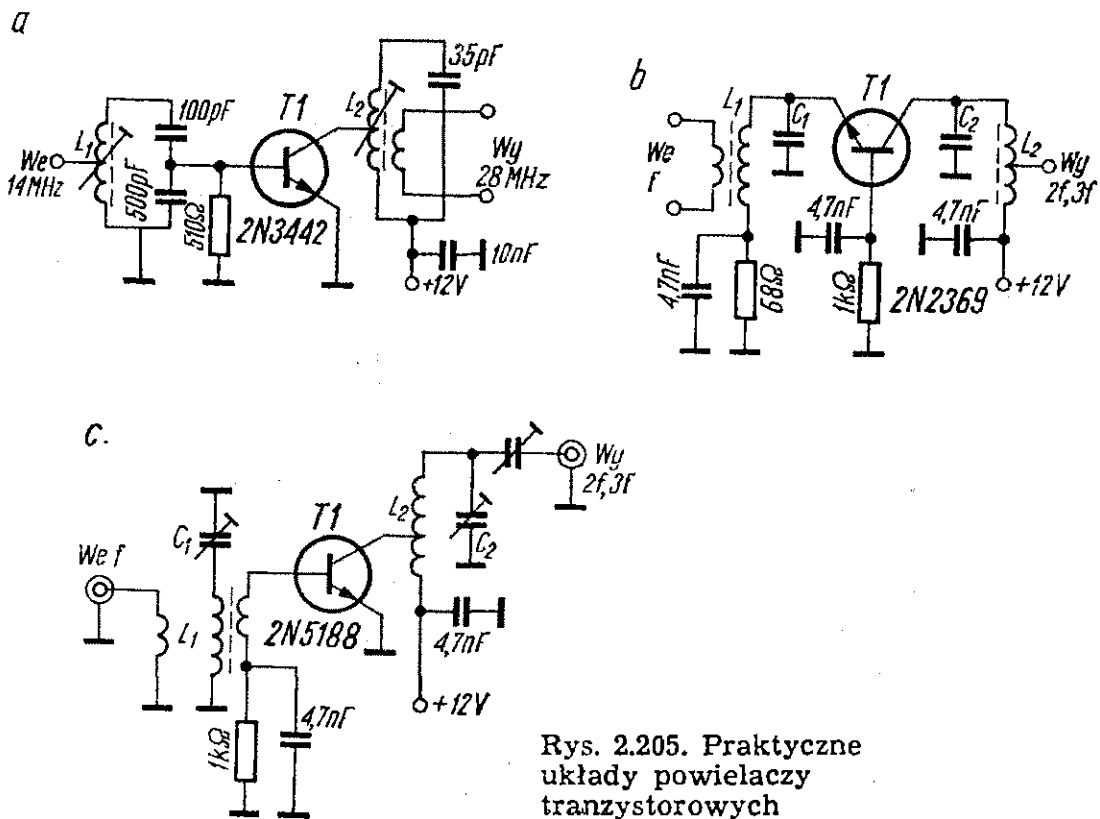 a
35pF
100pF
T1
L₂
L₁
We
14MHz
Wy
28MHz
500pF
510Ω
2N3442
10nF
+12V
b
T1
L₁
C₁
C₂
L₂
We
f
Wy
2f,3f
4,7nF
4,7nF
4,7nF
68Ω
1kΩ
2N2369
+12V
c.
Wy
2f,3f
L₂
T1
C₁
C₂
We f
L₁
2N5188
4,7nF
+12V
1kΩ
4,7nF
Rys. 2.205. Praktyczne
układy powielaczy
tranzystorowych